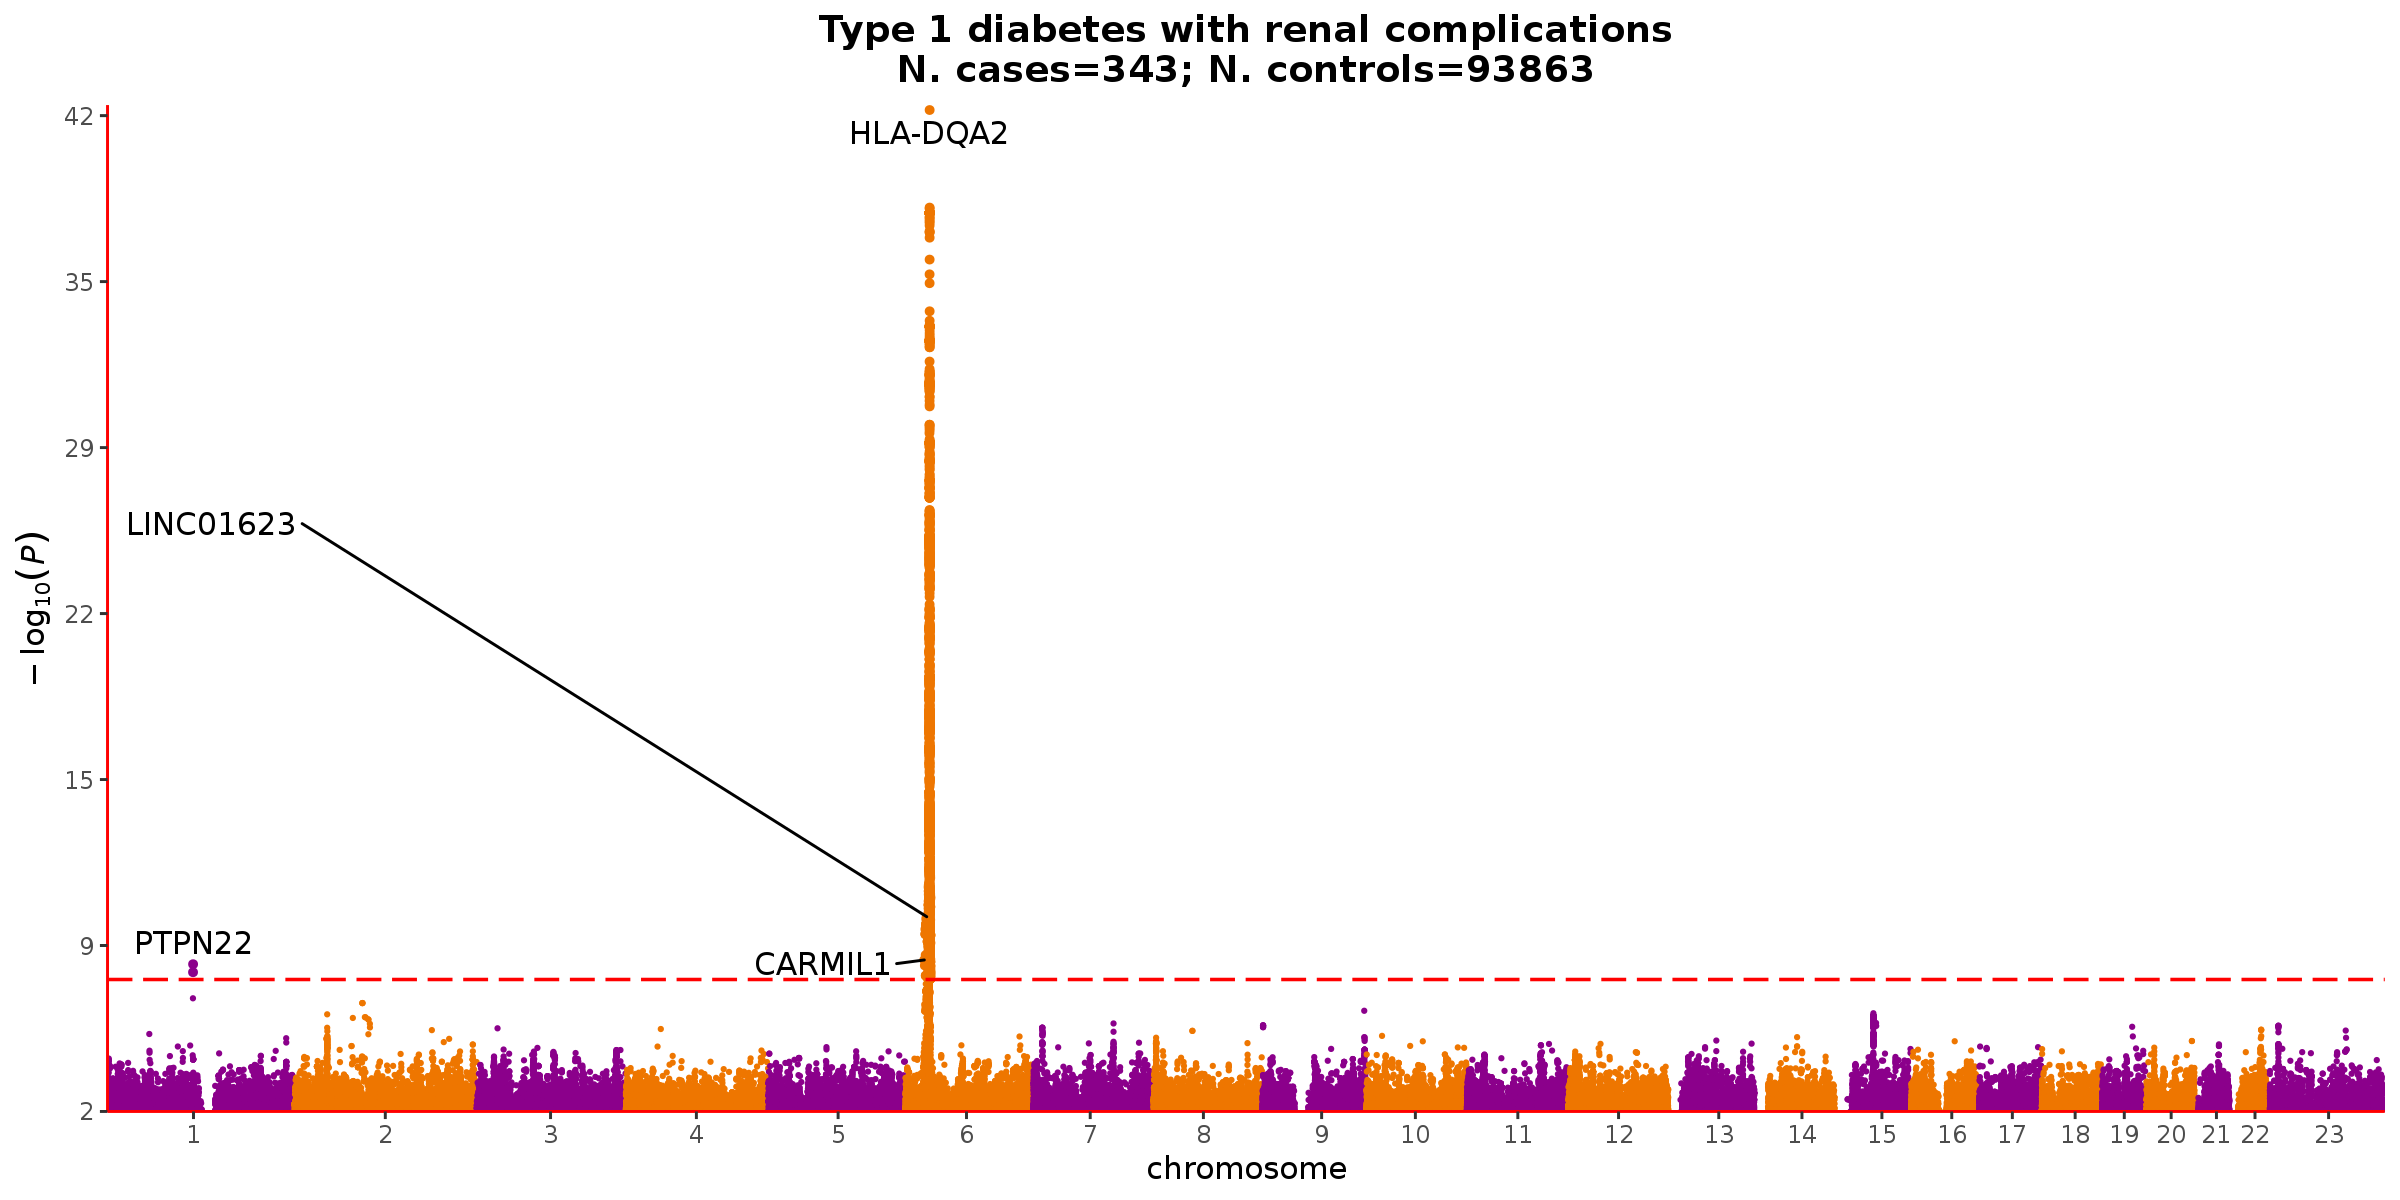 Type 1 diabetes with renal complications
N. cases=343; N. controls=93863
42
HLA-DQA2
35
29
LINC01623
22
15
PTPN22
9
CARMIL1
2
−log₁₀(P)
1 2 3 4 5 6 7 8 9 10 11 12 13 14 15 16 17 18 19 20 21 22 23
chromosome